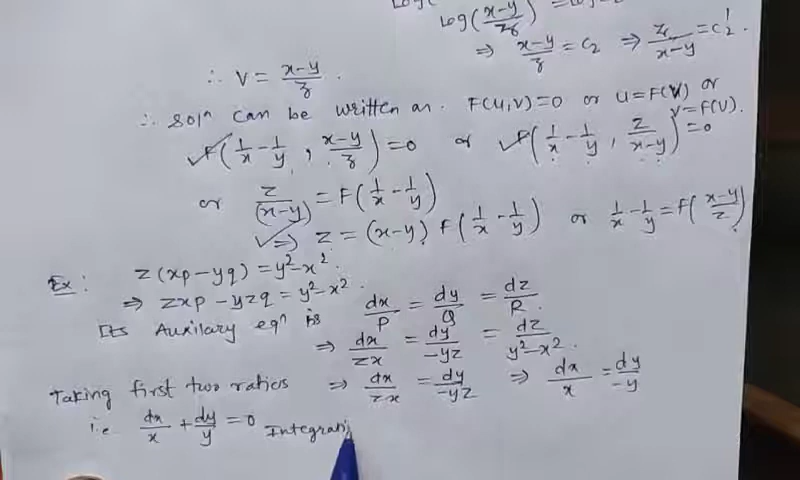 Log(x-y/z) =
⇒ x-y/z = c₂ ⇒ z/x-y = c₂¹
∴ V = x-y/z.
∴ solⁿ can be written as. F(u,v)=0 or u=F(V) or V=F(U).
✓F(1/x - 1/y, x-y/z) = 0 or ✓F(1/x - 1/y, z/x-y) = 0
or z/(x-y) = F(1/x - 1/y)
✓⇒ z = (x-y) F(1/x - 1/y) or 1/x - 1/y = F(x-y/z)
Ex: z(xp-yq) = y²-x².
⇒ zxp - yzq = y²-x².
Its Auxilary eqⁿ is dx/P = dy/Q = dz/R.
⇒ dx/zx = dy/-yz = dz/y²-x².
Taking first two ratios ⇒ dx/zx = dy/-yz ⇒ dx/x = dy/-y
i.e dx/x + dy/y = 0 Integrati